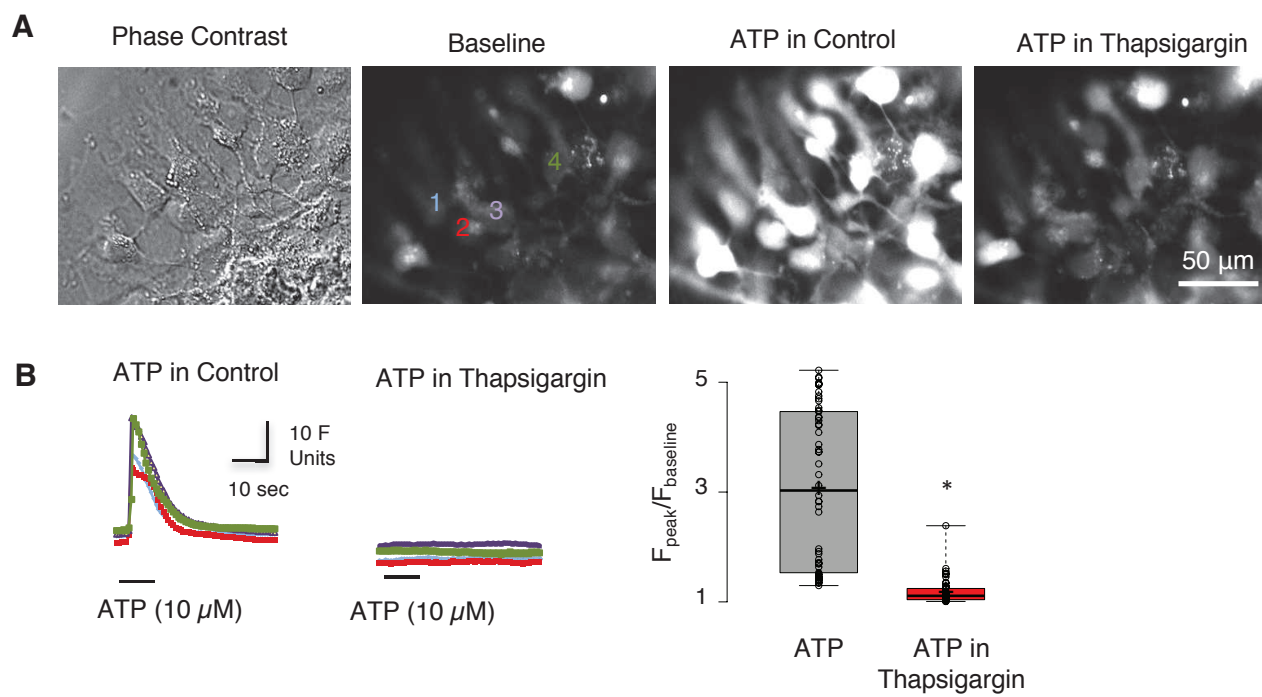 A
Phase Contrast
Baseline
ATP in Control
ATP in Thapsigargin
1
2
3
4
50 µm
B
ATP in Control
10 F
Units
10 sec
ATP (10 µM)
ATP in Thapsigargin
ATP (10 µM)
Fpeak/Fbaseline
5
3
1
*
ATP
ATP in
Thapsigargin